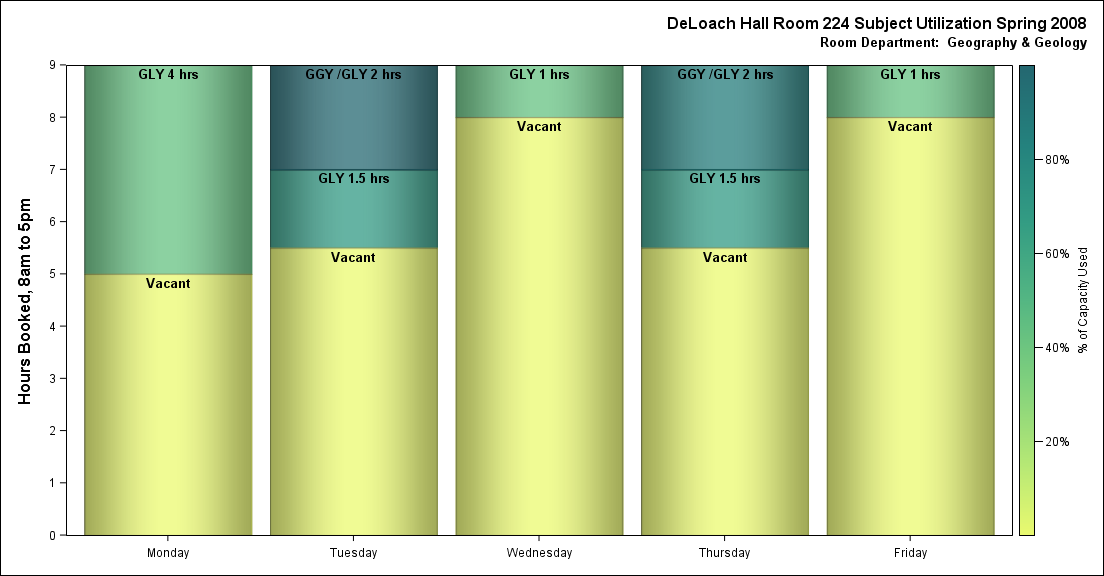 DeLoach Hall Room 224 Subject Utilization Spring 2008
Room Department: Geography & Geology
Hours Booked, 8am to 5pm
9
8
7
6
5
4
3
2
1
0
GLY 4 hrs
Vacant
GGY /GLY 2 hrs
GLY 1.5 hrs
Vacant
GLY 1 hrs
Vacant
GGY /GLY 2 hrs
GLY 1.5 hrs
Vacant
GLY 1 hrs
Vacant
Monday
Tuesday
Wednesday
Thursday
Friday
80%
60%
40%
20%
% of Capacity Used